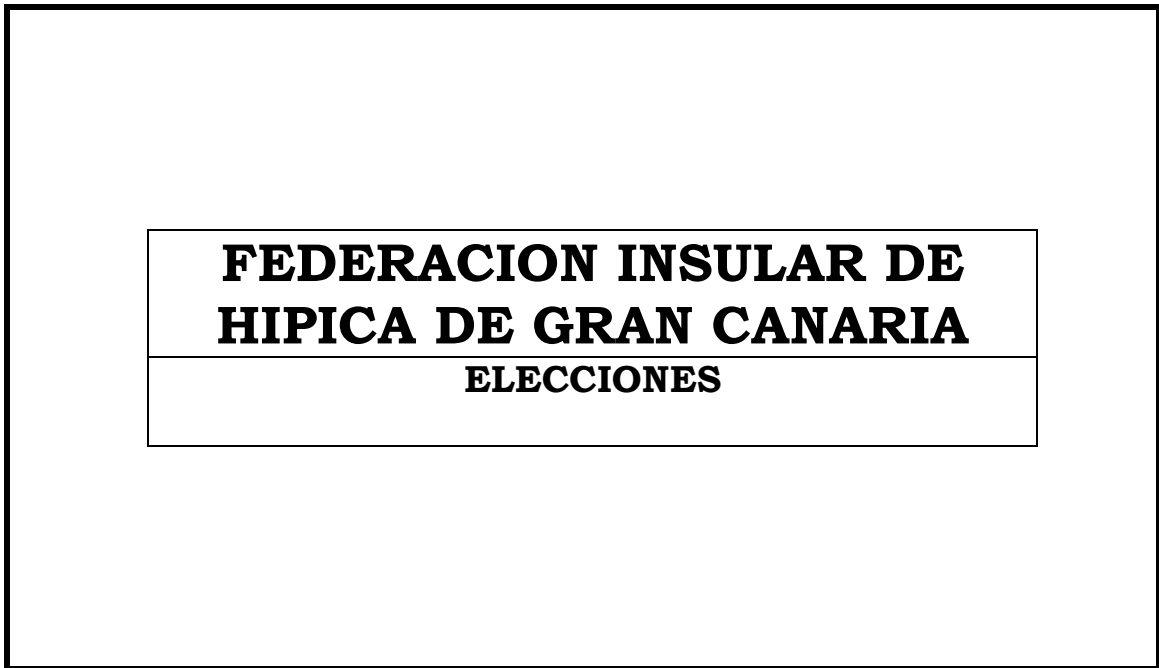 FEDERACION INSULAR DE
HIPICA DE GRAN CANARIA
ELECCIONES